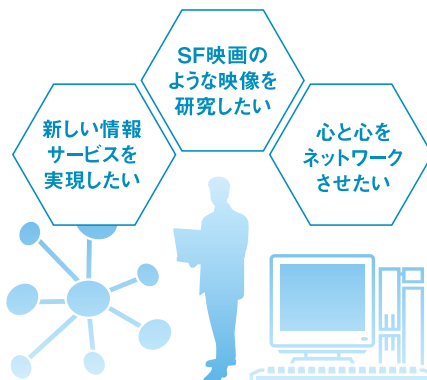 SF映画の
ような映像を
研究したい
新しい情報
サービスを
実現したい
心と心を
ネットワーク
させたい